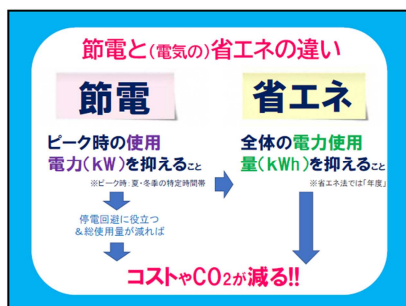 節電と(電気の)省エネの違い
節電
省エネ
ピーク時の使用
電力(kW)を抑えること
※ピーク時:夏・冬季の特定時間帯
全体の電力使用
量(kWh)を抑えること
※省エネ法では「年度」
停電回避に役立つ
&総使用量が減れば
コストやCO2が減る!!